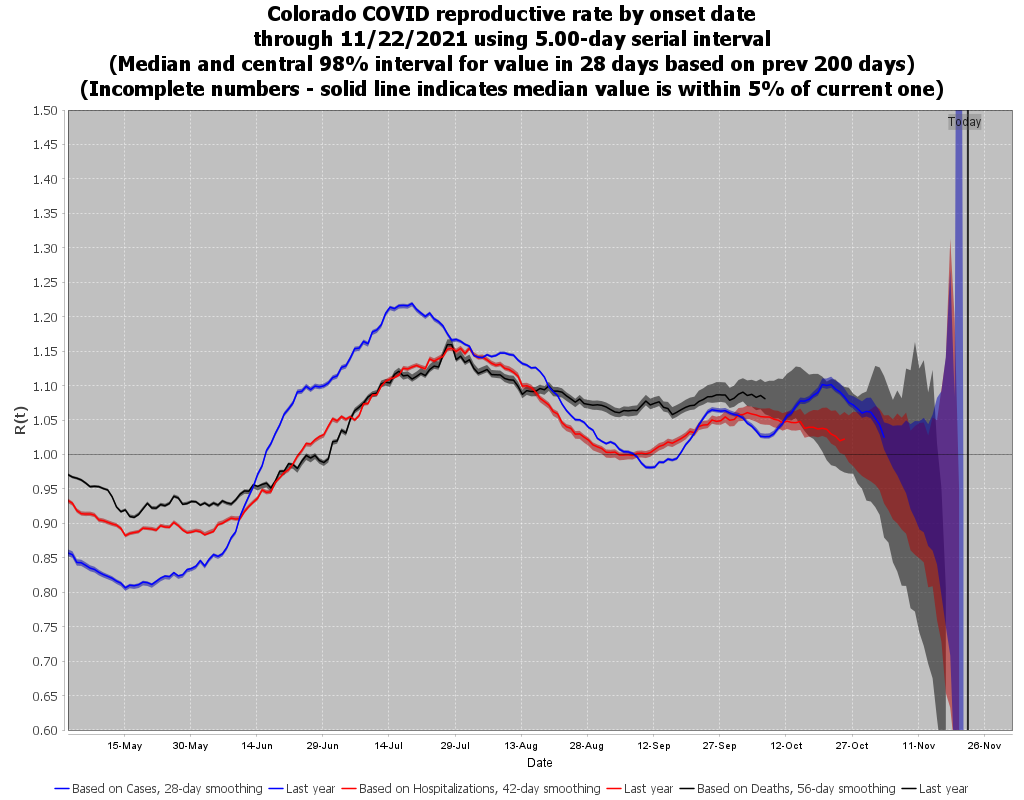 Colorado COVID reproductive rate by onset date
through 11/22/2021 using 5.00-day serial interval
(Median and central 98% interval for value in 28 days based on prev 200 days)
(Incomplete numbers - solid line indicates median value is within 5% of current one)
Today
R(t)
1.50
1.45
1.40
1.35
1.30
1.25
1.20
1.15
1.10
1.05
1.00
0.95
0.90
0.85
0.80
0.75
0.70
0.65
0.60
15-May 30-May 14-Jun 29-Jun 14-Jul 29-Jul 13-Aug 28-Aug 12-Sep 27-Sep 12-Oct 27-Oct 11-Nov 26-Nov
Date
Based on Cases, 28-day smoothing Last year Based on Hospitalizations, 42-day smoothing Last year Based on Deaths, 56-day smoothing Last year